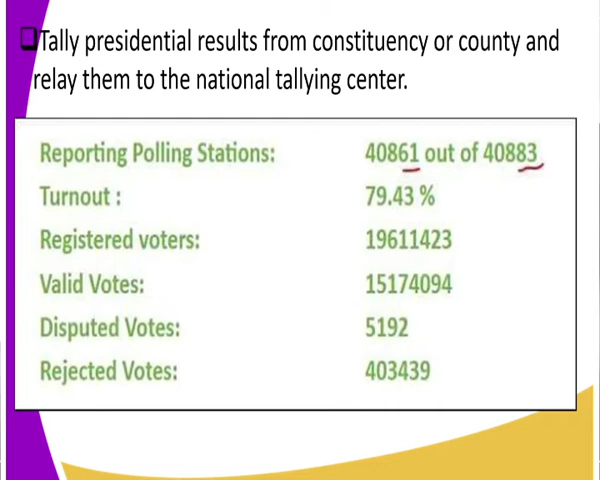 ❑Tally presidential results from constituency or county and
relay them to the national tallying center.
Reporting Polling Stations: 40861 out of 40883
Turnout : 79.43 %
Registered voters: 19611423
Valid Votes: 15174094
Disputed Votes: 5192
Rejected Votes: 403439